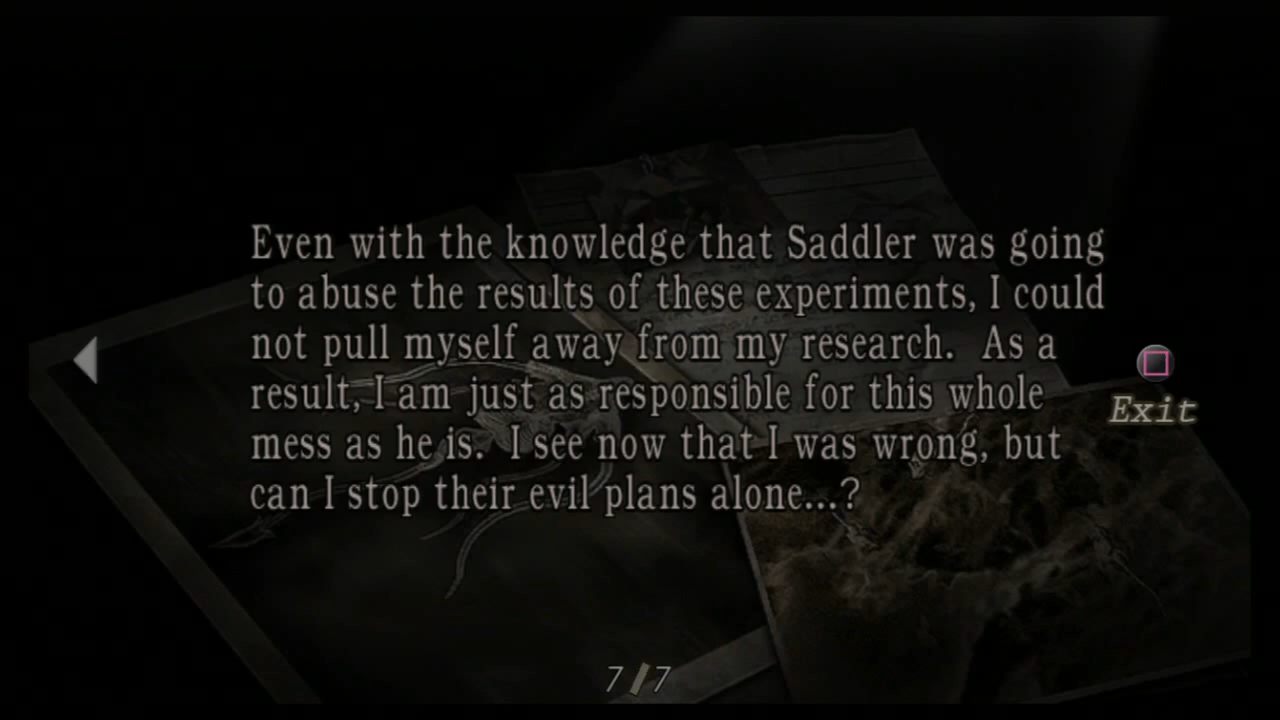 Even with the knowledge that Saddler was going
to abuse the results of these experiments, I could
not pull myself away from my research.  As a
result, I am just as responsible for this whole
mess as he is.  I see now that I was wrong, but
can I stop their evil plans alone...?
Exit
7/7